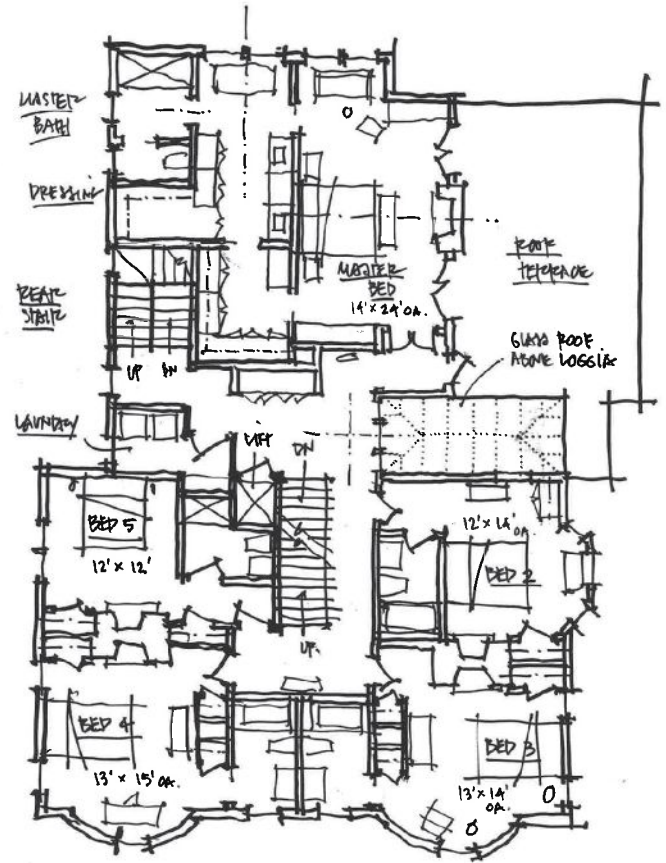 MASTER
BATH
DRESSING
ROOF
TERRACE
MASTER
BED
14' x 24' OA.
REAR
STAIR
UP DN
GLASS ROOF
ABOVE LOGGIA
LAUNDRY
LIFT
DN
BED 5
12' x 12'
12' x 14'
OA
BED 2
UP.
BED 4
13' x 15' OA.
BED 3
13' x 14'
OA.